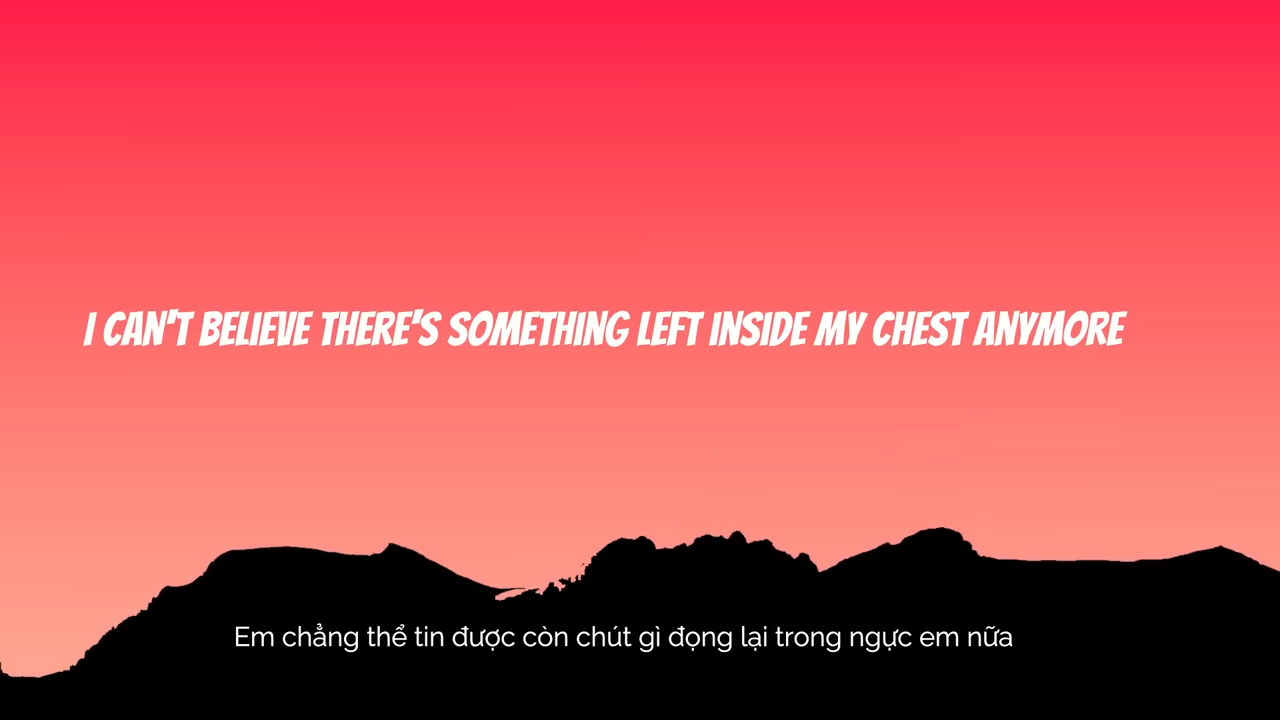 I CAN'T BELIEVE THERE'S SOMETHING LEFT INSIDE MY CHEST ANYMORE
Em chẳng thể tin được còn chút gì đọng lại trong ngực em nữa